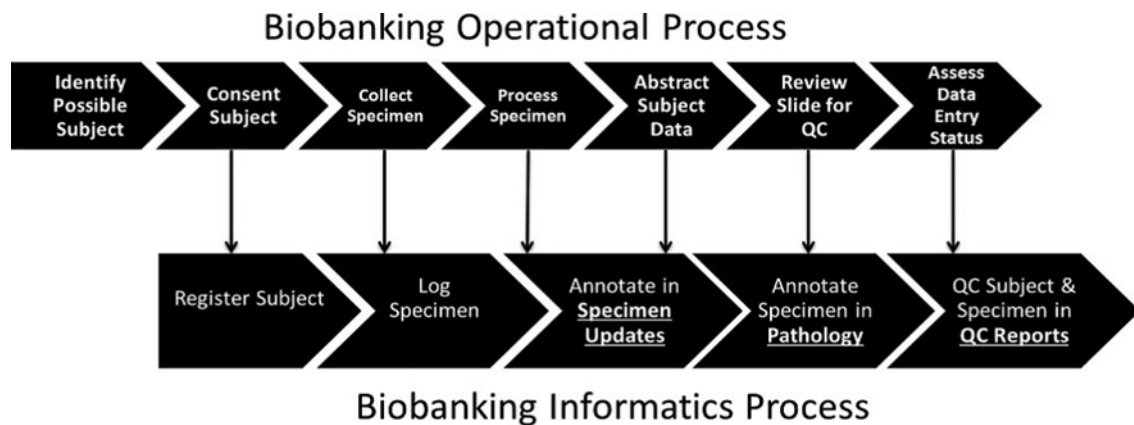 Biobanking Operational Process
Identify
Possible
Subject
Consent
Subject
Collect
Specimen
Process
Specimen
Abstract
Subject
Data
Review
Slide for
QC
Assess
Data
Entry
Status
Register Subject
Log
Specimen
Annotate in
Specimen
Updates
Annotate
Specimen in
Pathology
QC Subject &
Specimen in
QC Reports
Biobanking Informatics Process